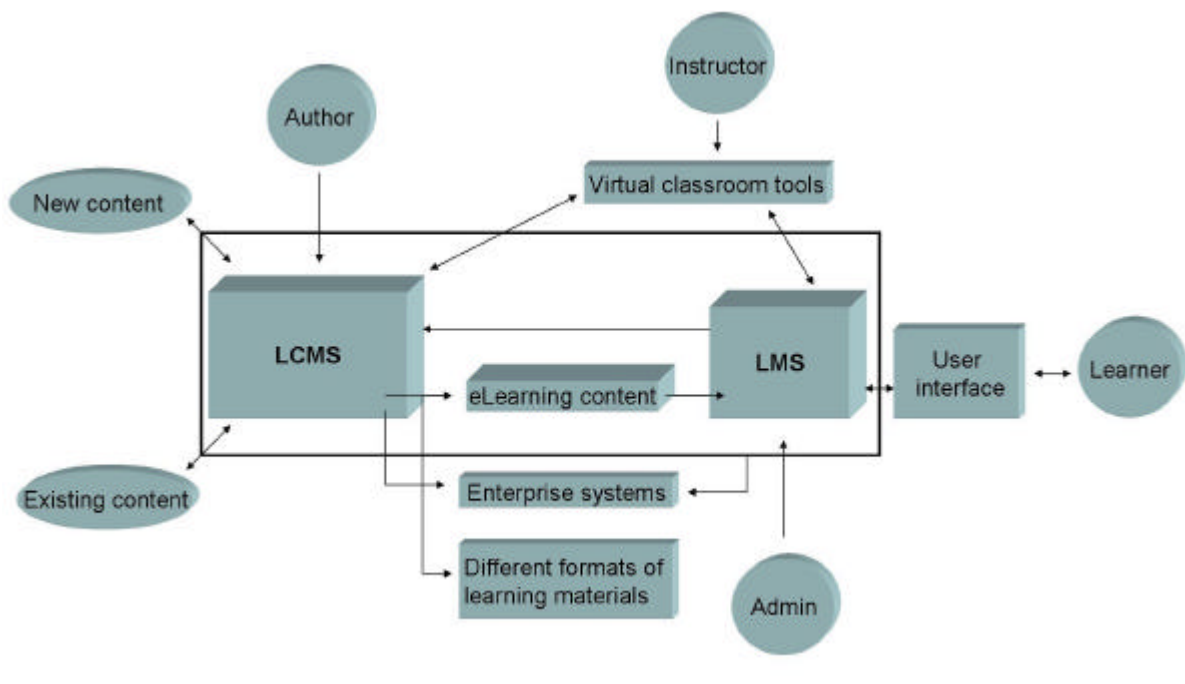 Instructor
Author
Virtual classroom tools
New content
LCMS
LMS
User
interface
Learner
eLearning content
Existing content
Enterprise systems
Different formats of
learning materials
Admin